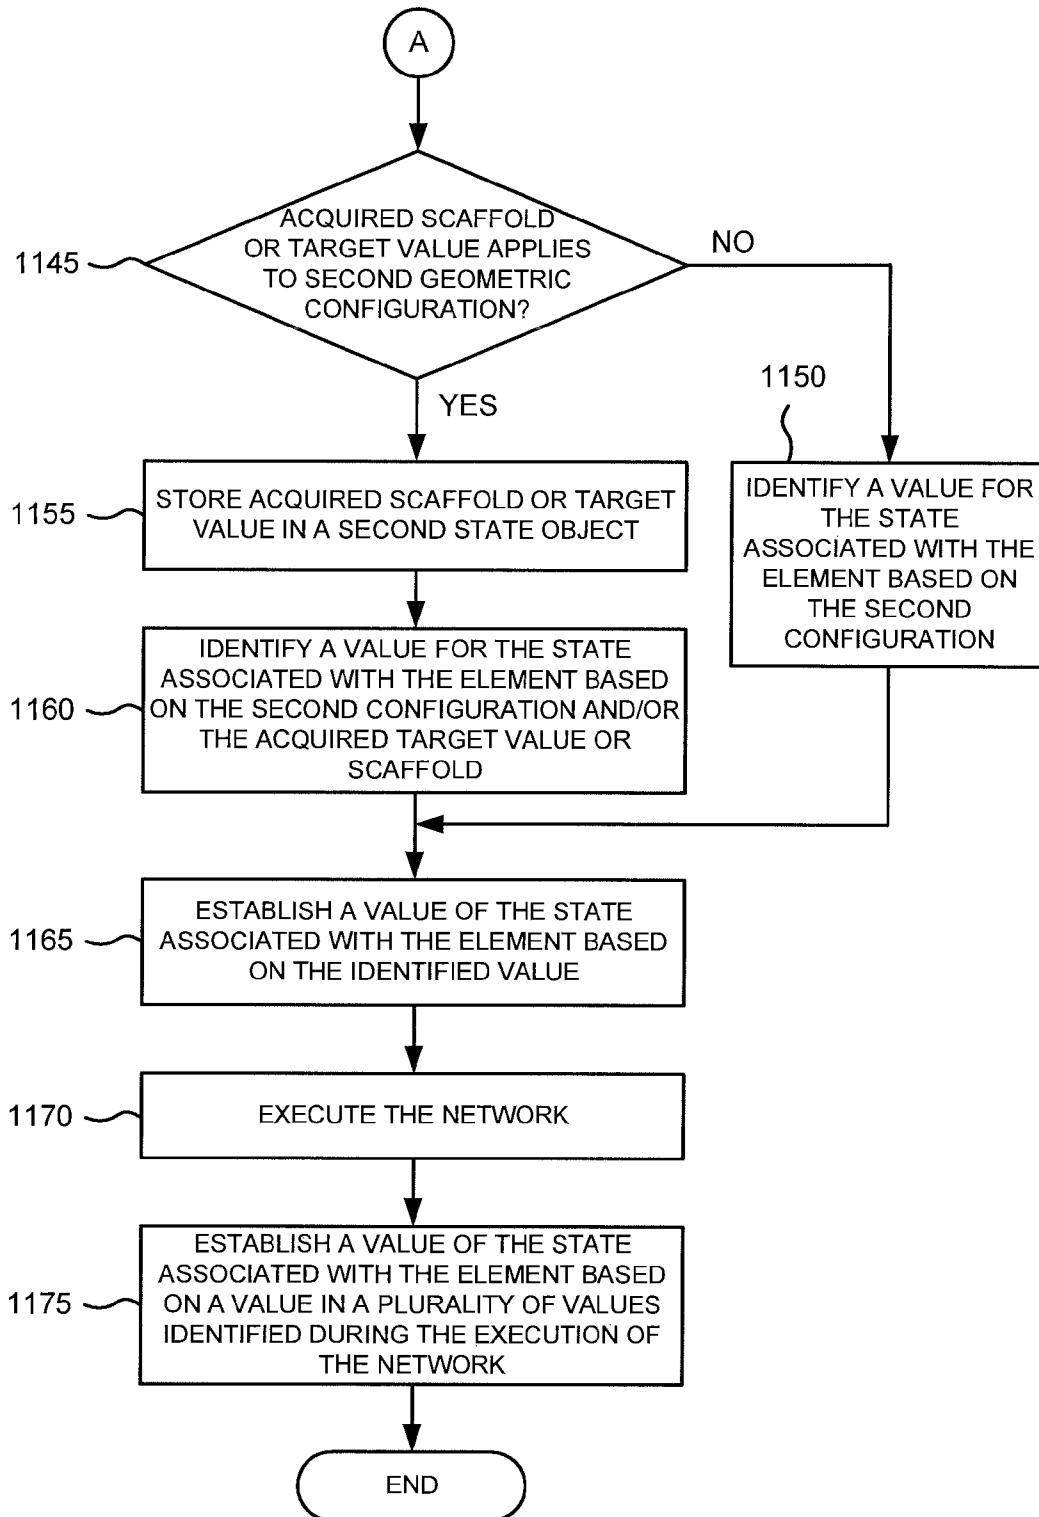 A
ACQUIRED SCAFFOLD
OR TARGET VALUE APPLIES
TO SECOND GEOMETRIC
CONFIGURATION?
1145
NO
YES
1150
IDENTIFY A VALUE FOR
THE STATE
ASSOCIATED WITH THE
ELEMENT BASED ON
THE SECOND
CONFIGURATION
1155
STORE ACQUIRED SCAFFOLD OR TARGET
VALUE IN A SECOND STATE OBJECT
1160
IDENTIFY A VALUE FOR THE STATE
ASSOCIATED WITH THE ELEMENT BASED
ON THE SECOND CONFIGURATION AND/OR
THE ACQUIRED TARGET VALUE OR
SCAFFOLD
1165
ESTABLISH A VALUE OF THE STATE
ASSOCIATED WITH THE ELEMENT BASED
ON THE IDENTIFIED VALUE
1170
EXECUTE THE NETWORK
1175
ESTABLISH A VALUE OF THE STATE
ASSOCIATED WITH THE ELEMENT BASED
ON A VALUE IN A PLURALITY OF VALUES
IDENTIFIED DURING THE EXECUTION OF
THE NETWORK
END